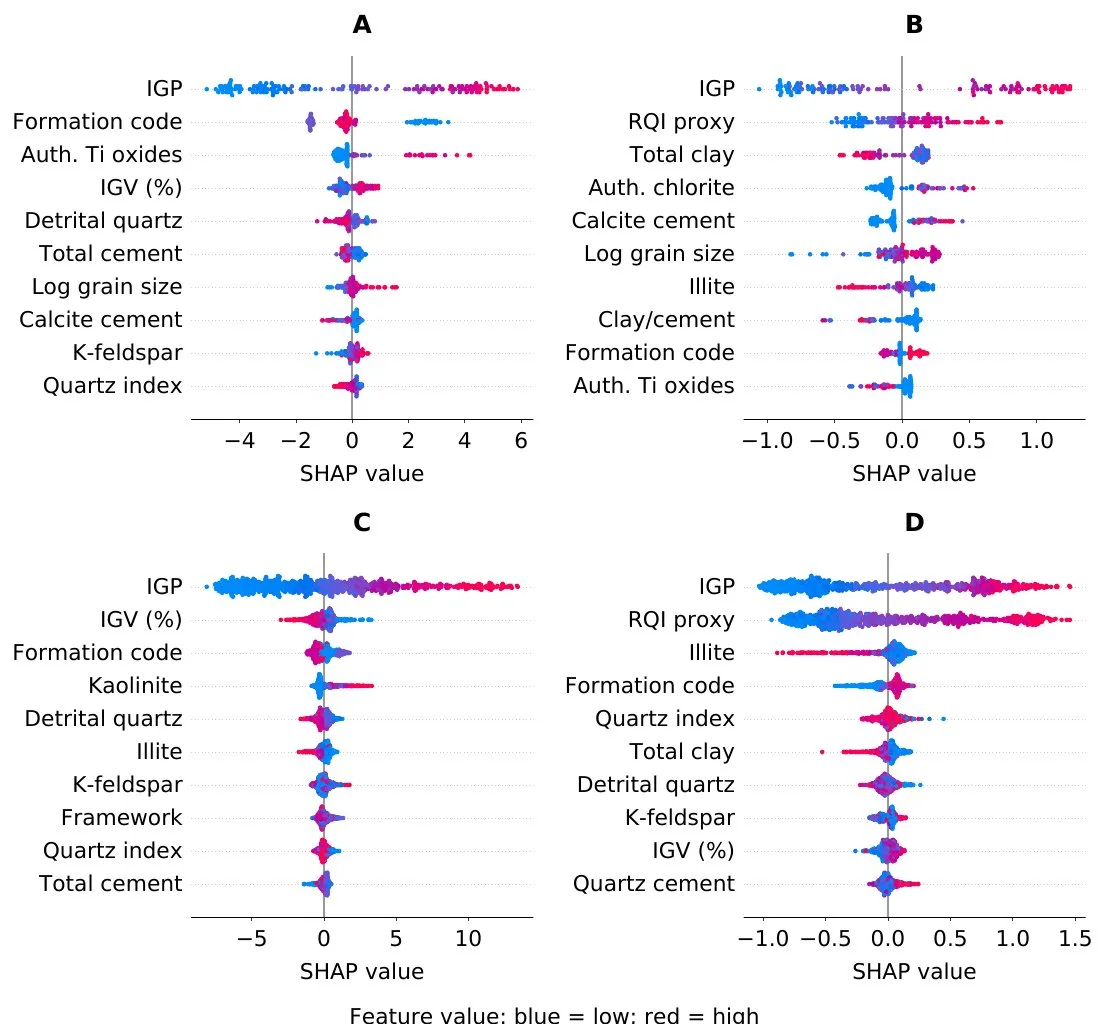 A
IGP
Formation code
Auth. Ti oxides
IGV (%)
Detrital quartz
Total cement
Log grain size
Calcite cement
K-feldspar
Quartz index
−4 −2 0 2 4 6
SHAP value
B
IGP
RQI proxy
Total clay
Auth. chlorite
Calcite cement
Log grain size
Illite
Clay/cement
Formation code
Auth. Ti oxides
−1.0 −0.5 0.0 0.5 1.0
SHAP value
C
IGP
IGV (%)
Formation code
Kaolinite
Detrital quartz
Illite
K-feldspar
Framework
Quartz index
Total cement
−5 0 5 10
SHAP value
D
IGP
RQI proxy
Illite
Formation code
Quartz index
Total clay
Detrital quartz
K-feldspar
IGV (%)
Quartz cement
−1.0 −0.5 0.0 0.5 1.0 1.5
SHAP value
Feature value: blue = low; red = high